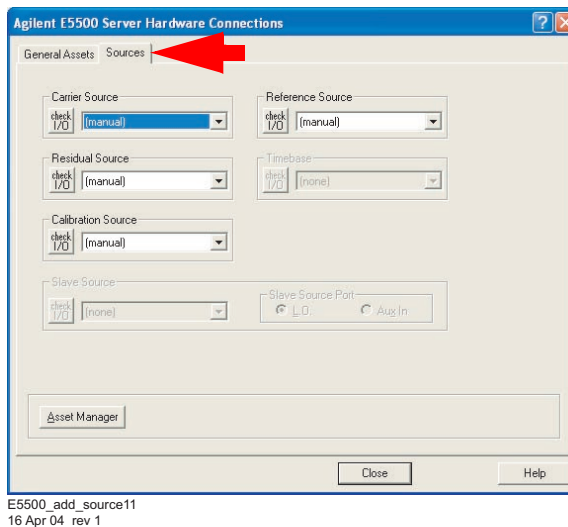 Agilent E5500 Server Hardware Connections
General Assets Sources
Carrier Source
check I/O (manual)
Reference Source
check I/O (manual)
Residual Source
check I/O (manual)
Timebase
check I/O (none)
Calibration Source
check I/O (manual)
Slave Source
check I/O (none)
Slave Source Port
L.O. Aux In
Asset Manager
Close Help
E5500_add_source11
16 Apr 04 rev 1